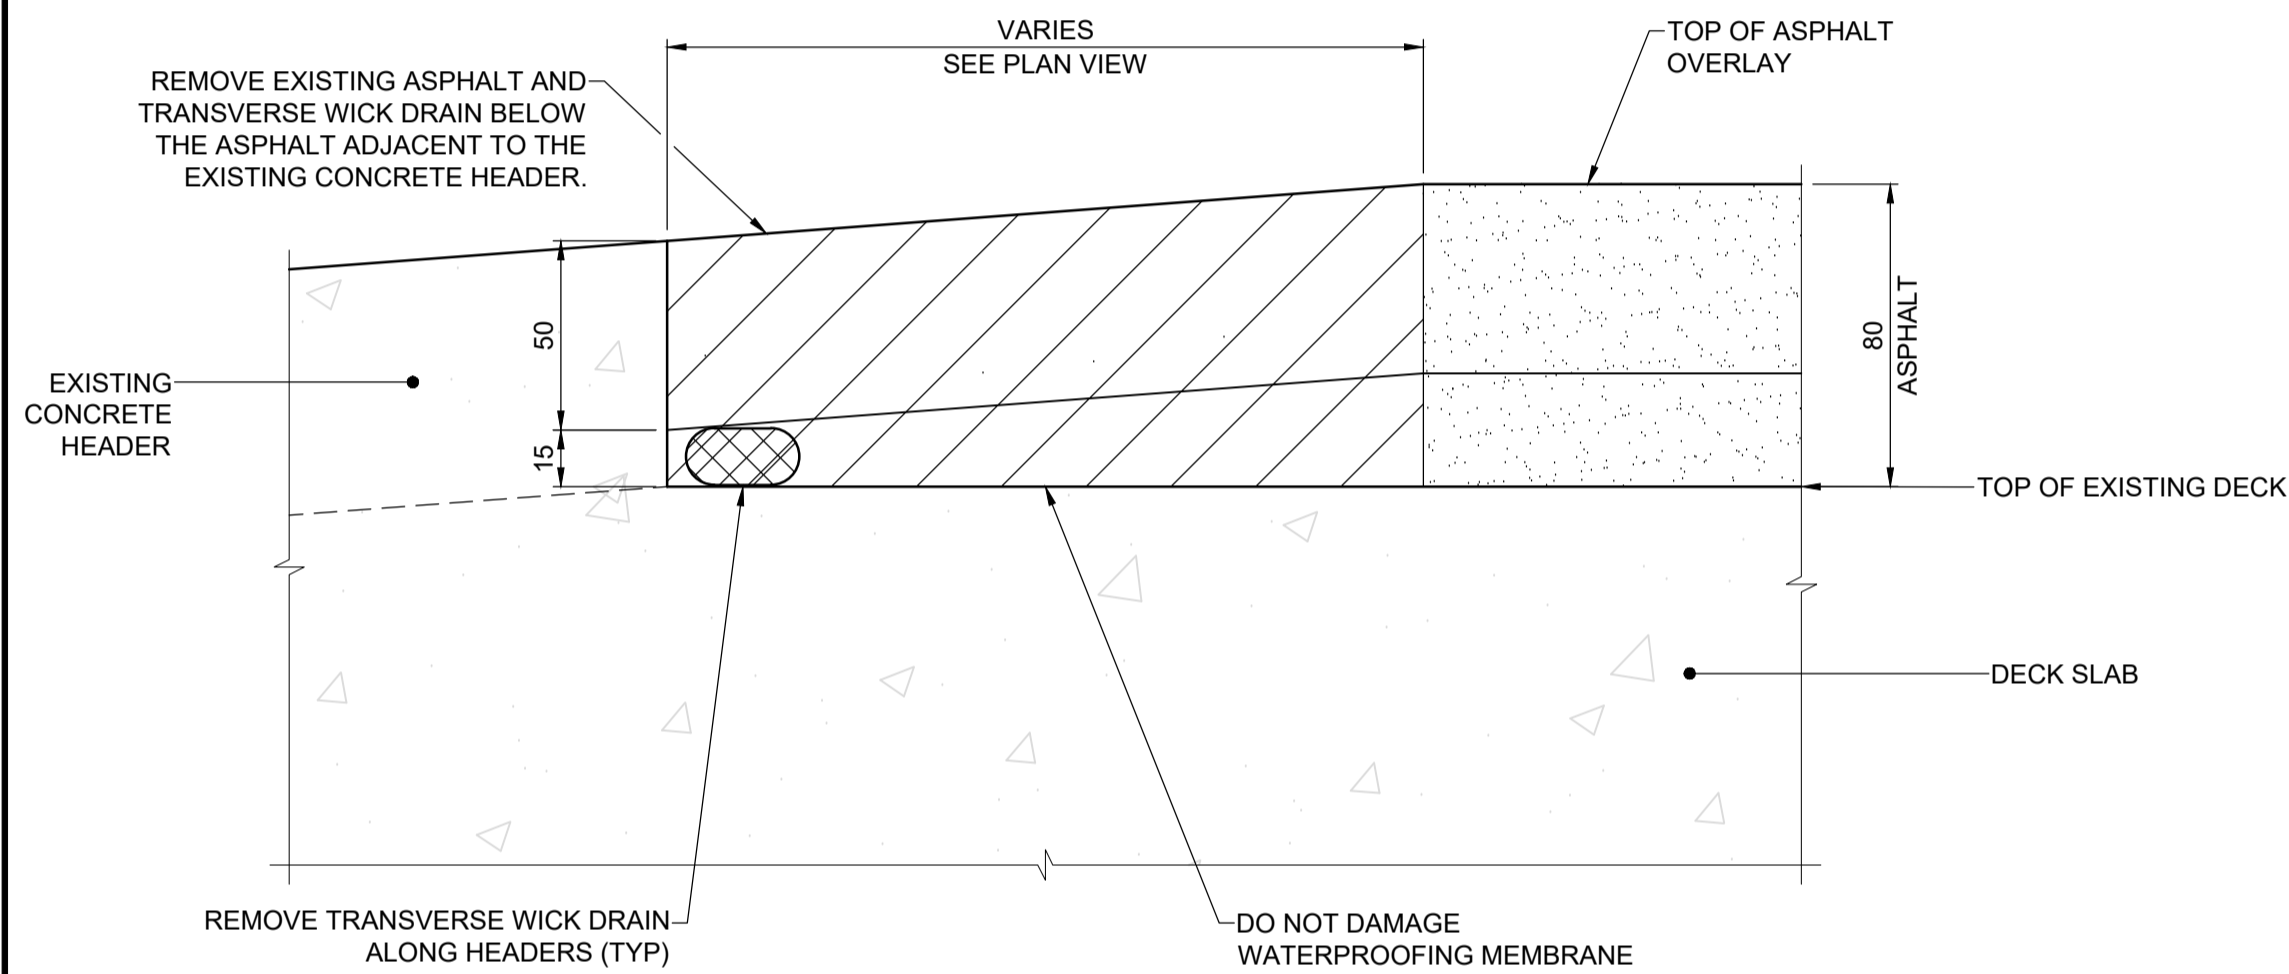 VARIES
SEE PLAN VIEW
TOP OF ASPHALT
OVERLAY
REMOVE EXISTING ASPHALT AND
TRANSVERSE WICK DRAIN BELOW
THE ASPHALT ADJACENT TO THE
EXISTING CONCRETE HEADER.
50
15
80
ASPHALT
EXISTING
CONCRETE
HEADER
TOP OF EXISTING DECK
DECK SLAB
REMOVE TRANSVERSE WICK DRAIN
ALONG HEADERS (TYP)
DO NOT DAMAGE
WATERPROOFING MEMBRANE